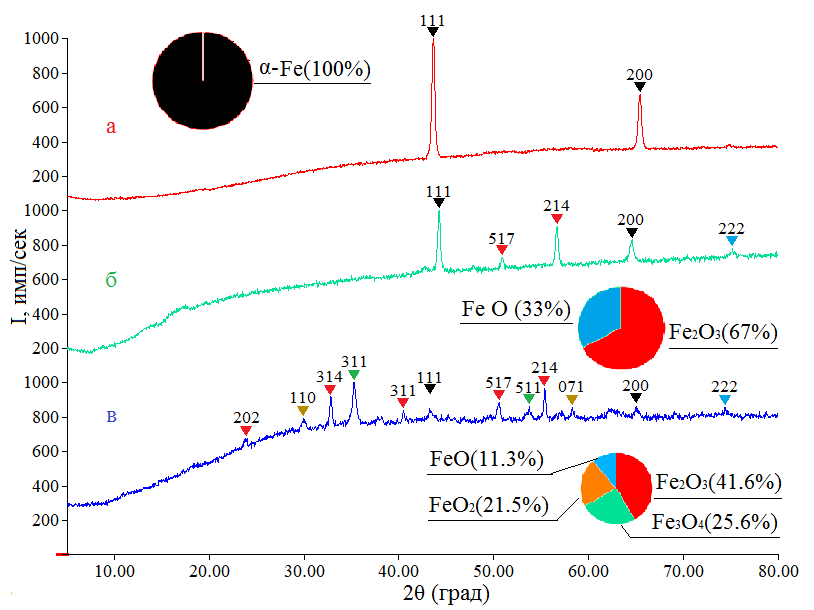 111
1000
α-Fe(100%)
800
200
а
600
400
200
1000
111
214
200
222
517
800
б
600
Fe O (33%)
400
Fe2O3(67%)
200
I, имп/сек
1000
314
311
111
214
110
311
517
511
071
200
222
202
в
800
600
FeO(11.3%)
Fe2O3(41.6%)
400
FeO2(21.5%)
Fe3O4(25.6%)
200
10.00 20.00 30.00 40.00 50.00 60.00 70.00 80.00
2θ (град)